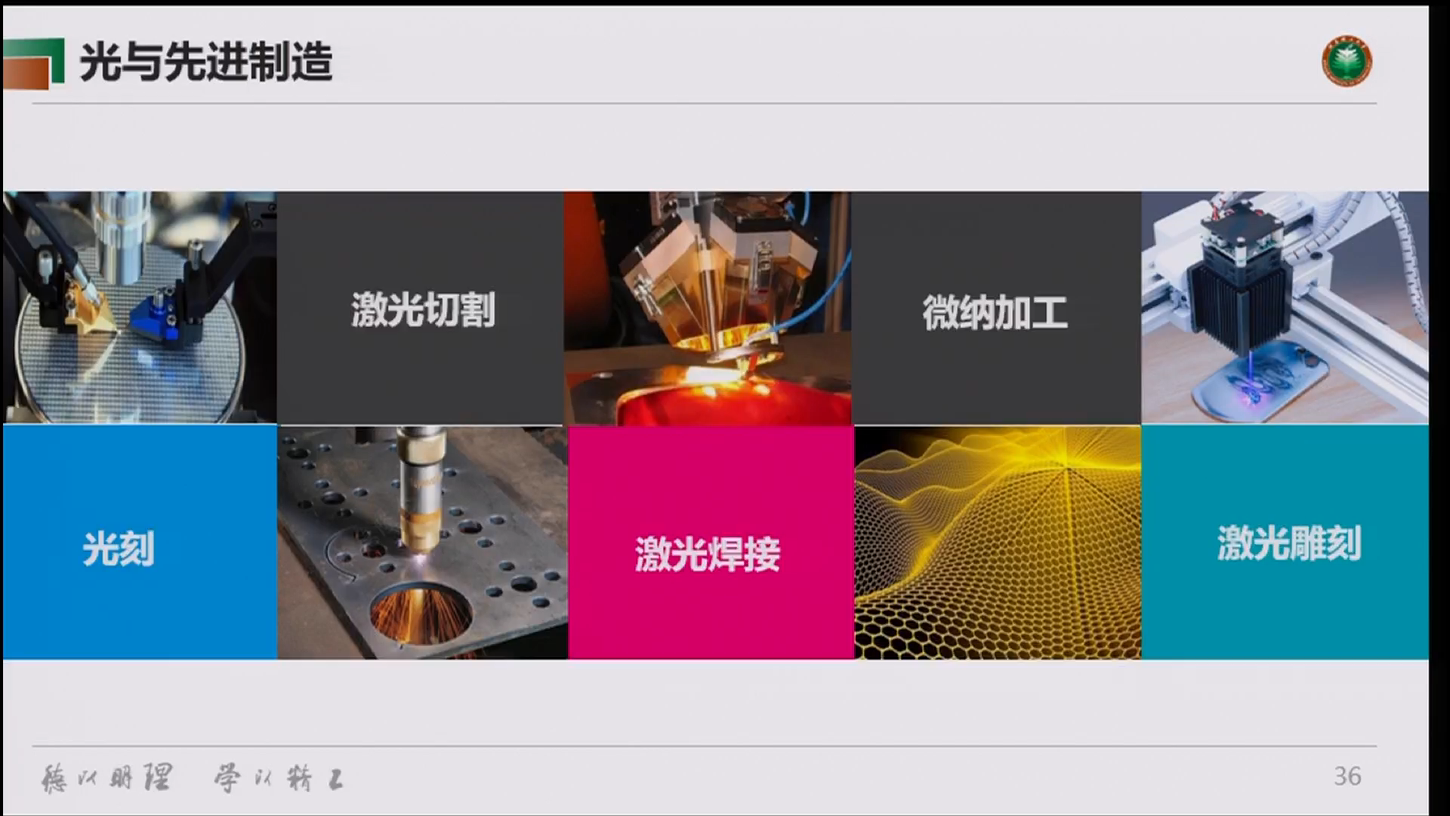 光与先进制造
激光切割
微纳加工
光刻
激光焊接
激光雕刻
德以明理 学以精工
36